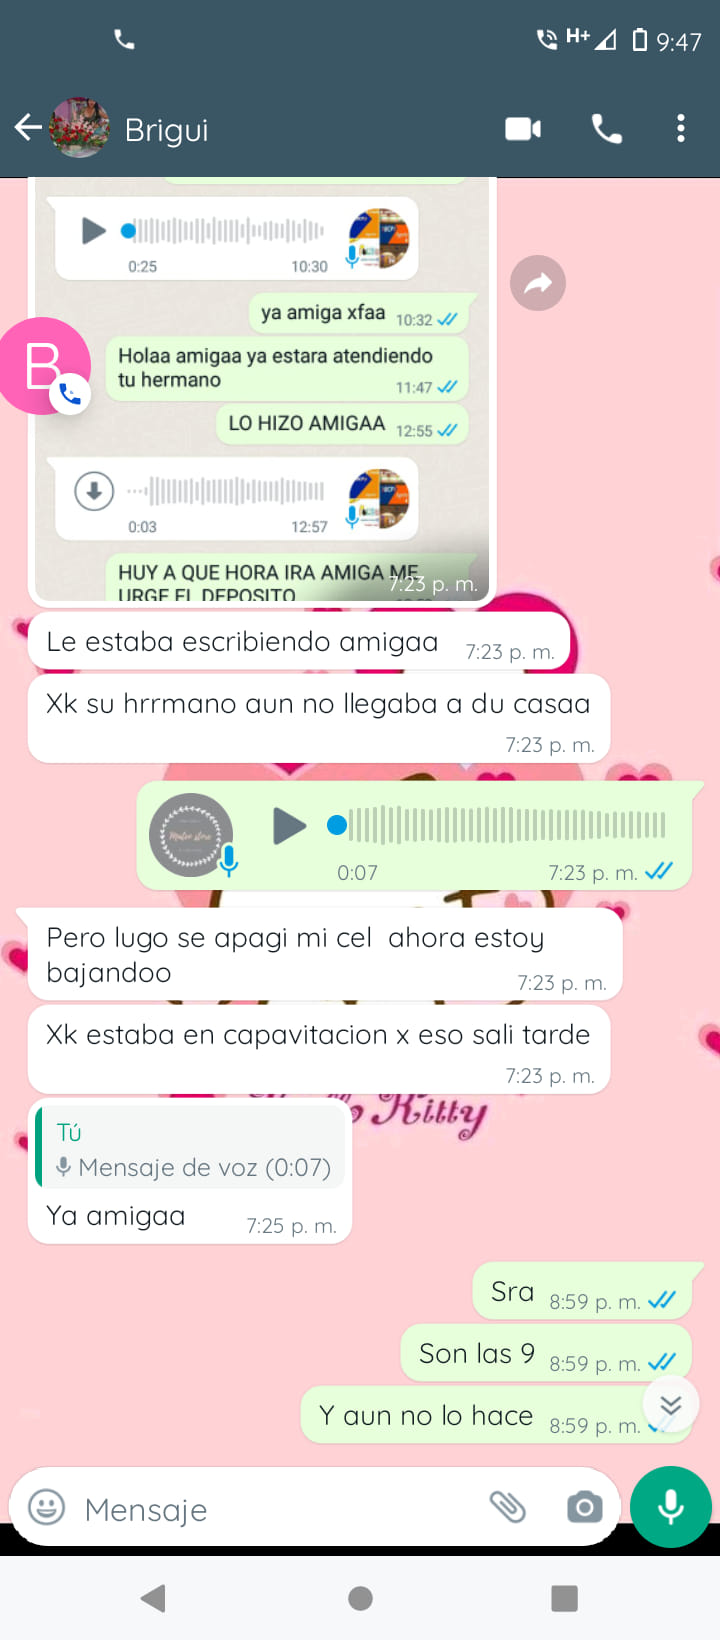 H+ 9:47
Brigui
0:25 10:30
ya amiga xfaa 10:32
B
Holaa amigaa ya estara atendiendo
tu hermano 11:47
LO HIZO AMIGAA 12:55
0:03 12:57
HUY A QUE HORA IRA AMIGA ME
URGE EL DEPOSITO
7:23 p. m.
Le estaba escribiendo amigaa 7:23 p. m.
Xk su hrrmano aun no llegaba a du casaa
7:23 p. m.
0:07 7:23 p. m.
Pero lugo se apagi mi cel ahora estoy
bajandoo 7:23 p. m.
Xk estaba en capavitacion x eso sali tarde
7:23 p. m.
Kitty
Tú
Mensaje de voz (0:07)
Ya amigaa 7:25 p. m.
Sra 8:59 p. m.
Son las 9 8:59 p. m.
Y aun no lo hace 8:59 p. m.
Mensaje